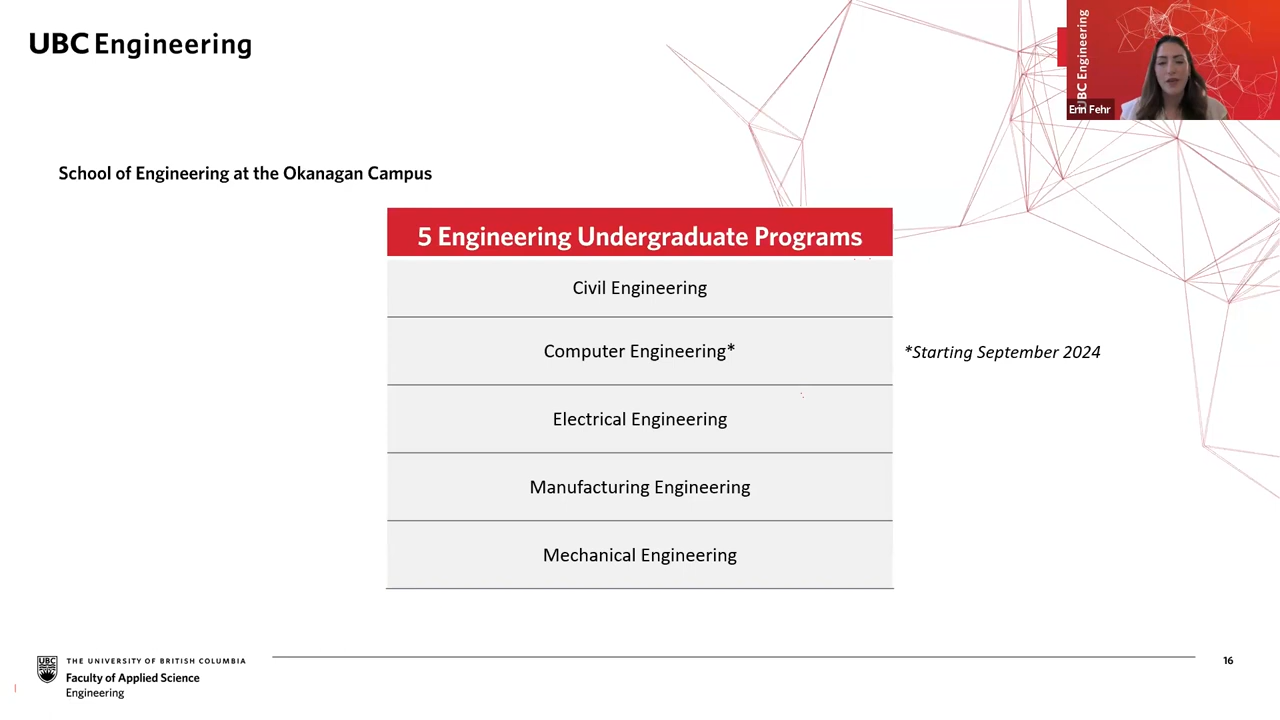 UBC Engineering
UBC Engineering
Erin Fehr
School of Engineering at the Okanagan Campus
5 Engineering Undergraduate Programs
Civil Engineering
Computer Engineering*
*Starting September 2024
Electrical Engineering
Manufacturing Engineering
Mechanical Engineering
UBC
THE UNIVERSITY OF BRITISH COLUMBIA
Faculty of Applied Science
Engineering
16